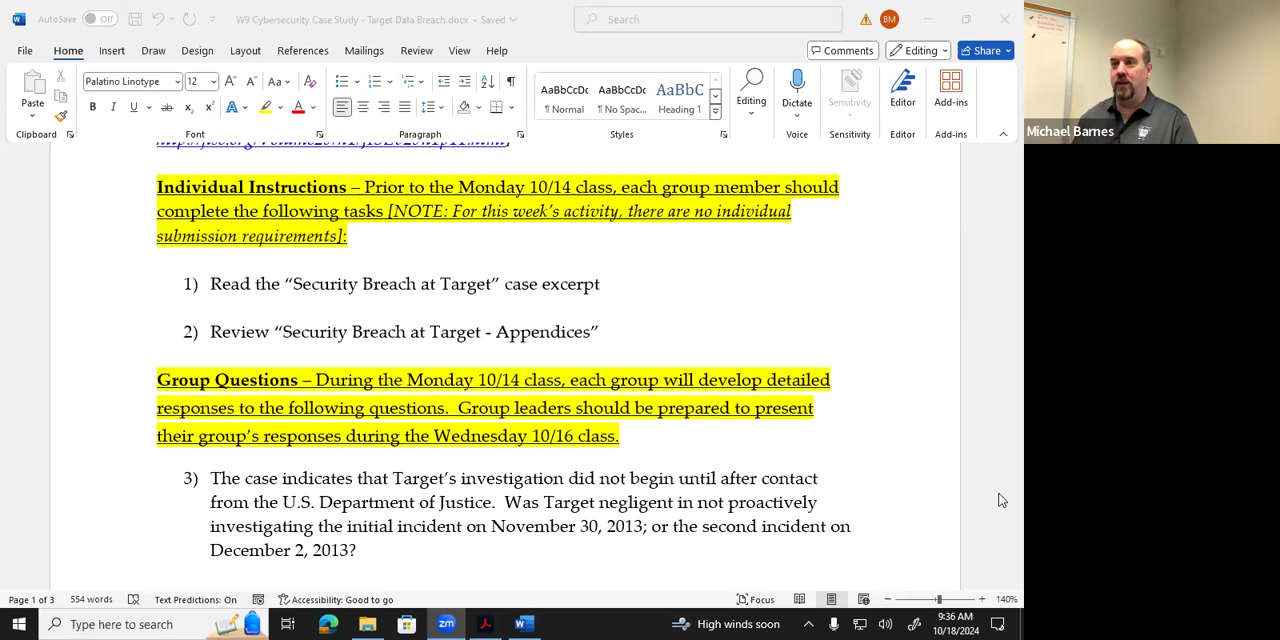 AutoSave Off W9 Cybersecurity Case Study - Target Data Breach.docx • Saved Search BM
File Home Insert Draw Design Layout References Mailings Review View Help Comments Editing Share
Palatino Linotype 12 A A Aa A
Paste
B I U ab x₂ x² A A
AaBbCcDc AaBbCcDc AaBbC
¶ Normal ¶ No Spac... Heading 1
Editing Dictate Sensitivity Editor Add-ins
Clipboard Font Paragraph Styles Voice Sensitivity Editor Add-ins
Michael Barnes
Individual Instructions – Prior to the Monday 10/14 class, each group member should
complete the following tasks [NOTE: For this week’s activity, there are no individual
submission requirements]:
1) Read the “Security Breach at Target” case excerpt
2) Review “Security Breach at Target - Appendices”
Group Questions – During the Monday 10/14 class, each group will develop detailed
responses to the following questions. Group leaders should be prepared to present
their group’s responses during the Wednesday 10/16 class.
3) The case indicates that Target’s investigation did not begin until after contact
from the U.S. Department of Justice. Was Target negligent in not proactively
investigating the initial incident on November 30, 2013; or the second incident on
December 2, 2013?
Page 1 of 3 554 words Text Predictions: On Accessibility: Good to go Focus 140%
Type here to search zm High winds soon 9:36 AM
10/18/2024